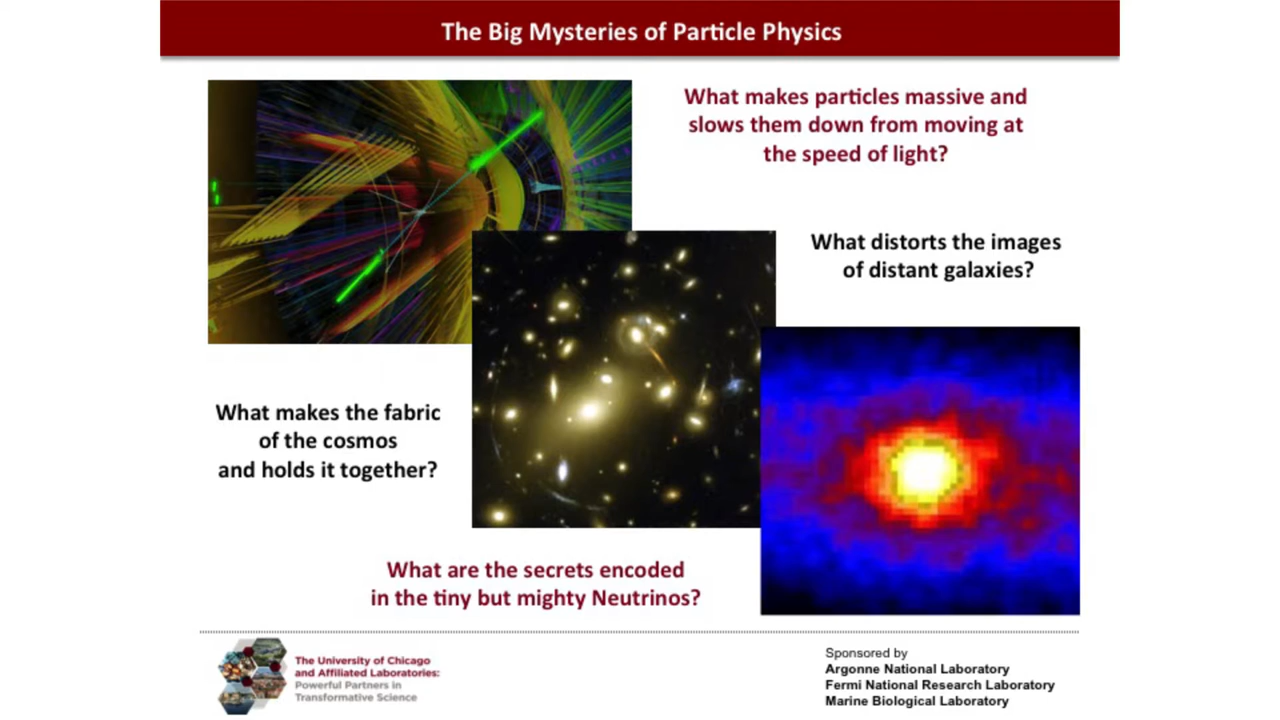 The Big Mysteries of Particle Physics
What makes particles massive and
slows them down from moving at
the speed of light?
What distorts the images
of distant galaxies?
What makes the fabric
of the cosmos
and holds it together?
What are the secrets encoded
in the tiny but mighty Neutrinos?
The University of Chicago
and Affiliated Laboratories:
Powerful Partners in
Transformative Science
Sponsored by
Argonne National Laboratory
Fermi National Research Laboratory
Marine Biological Laboratory